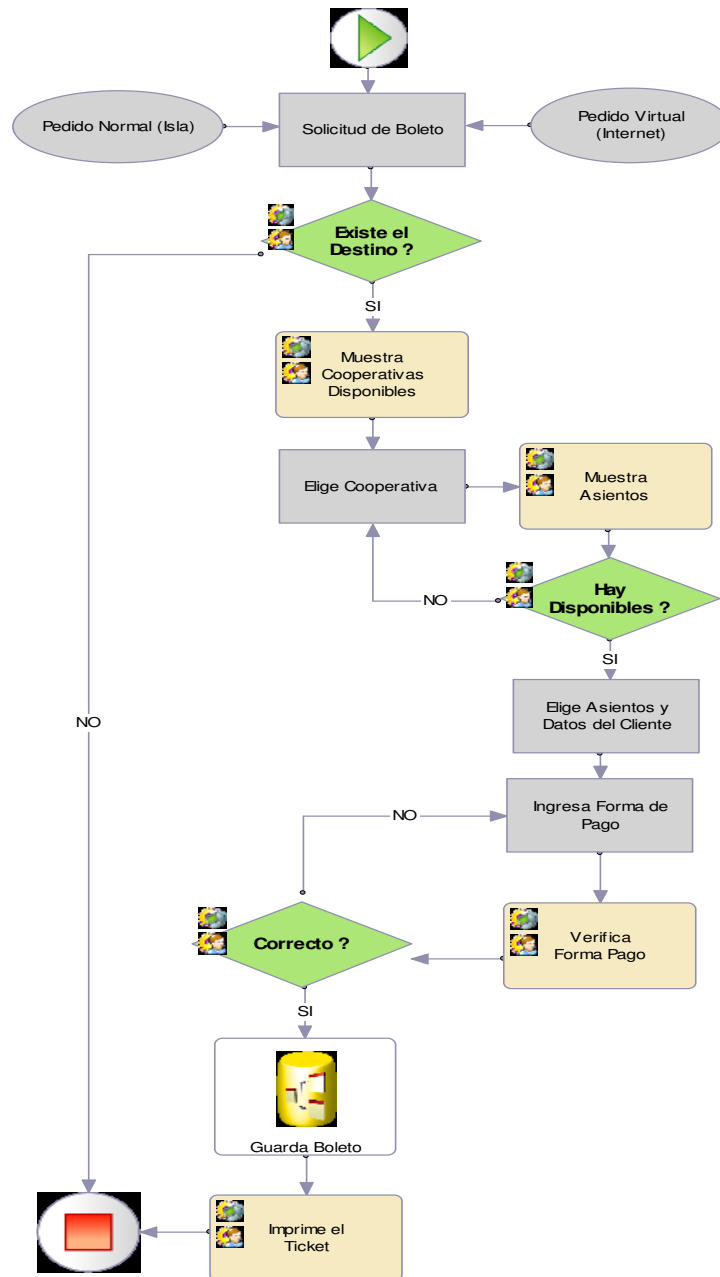 Pedido Normal (Isla)
Solicitud de Boleto
Pedido Virtual
(Internet)
Existe el
Destino ?
SI
Muestra
Cooperativas
Disponibles
Elige Cooperativa
Muestra
Asientos
NO
Hay
Disponibles ?
SI
Elige Asientos y
Datos del Cliente
NO
Ingresa Forma de
Pago
NO
Correcto ?
Verifica
Forma Pago
SI
Guarda Boleto
Imprime el
Ticket